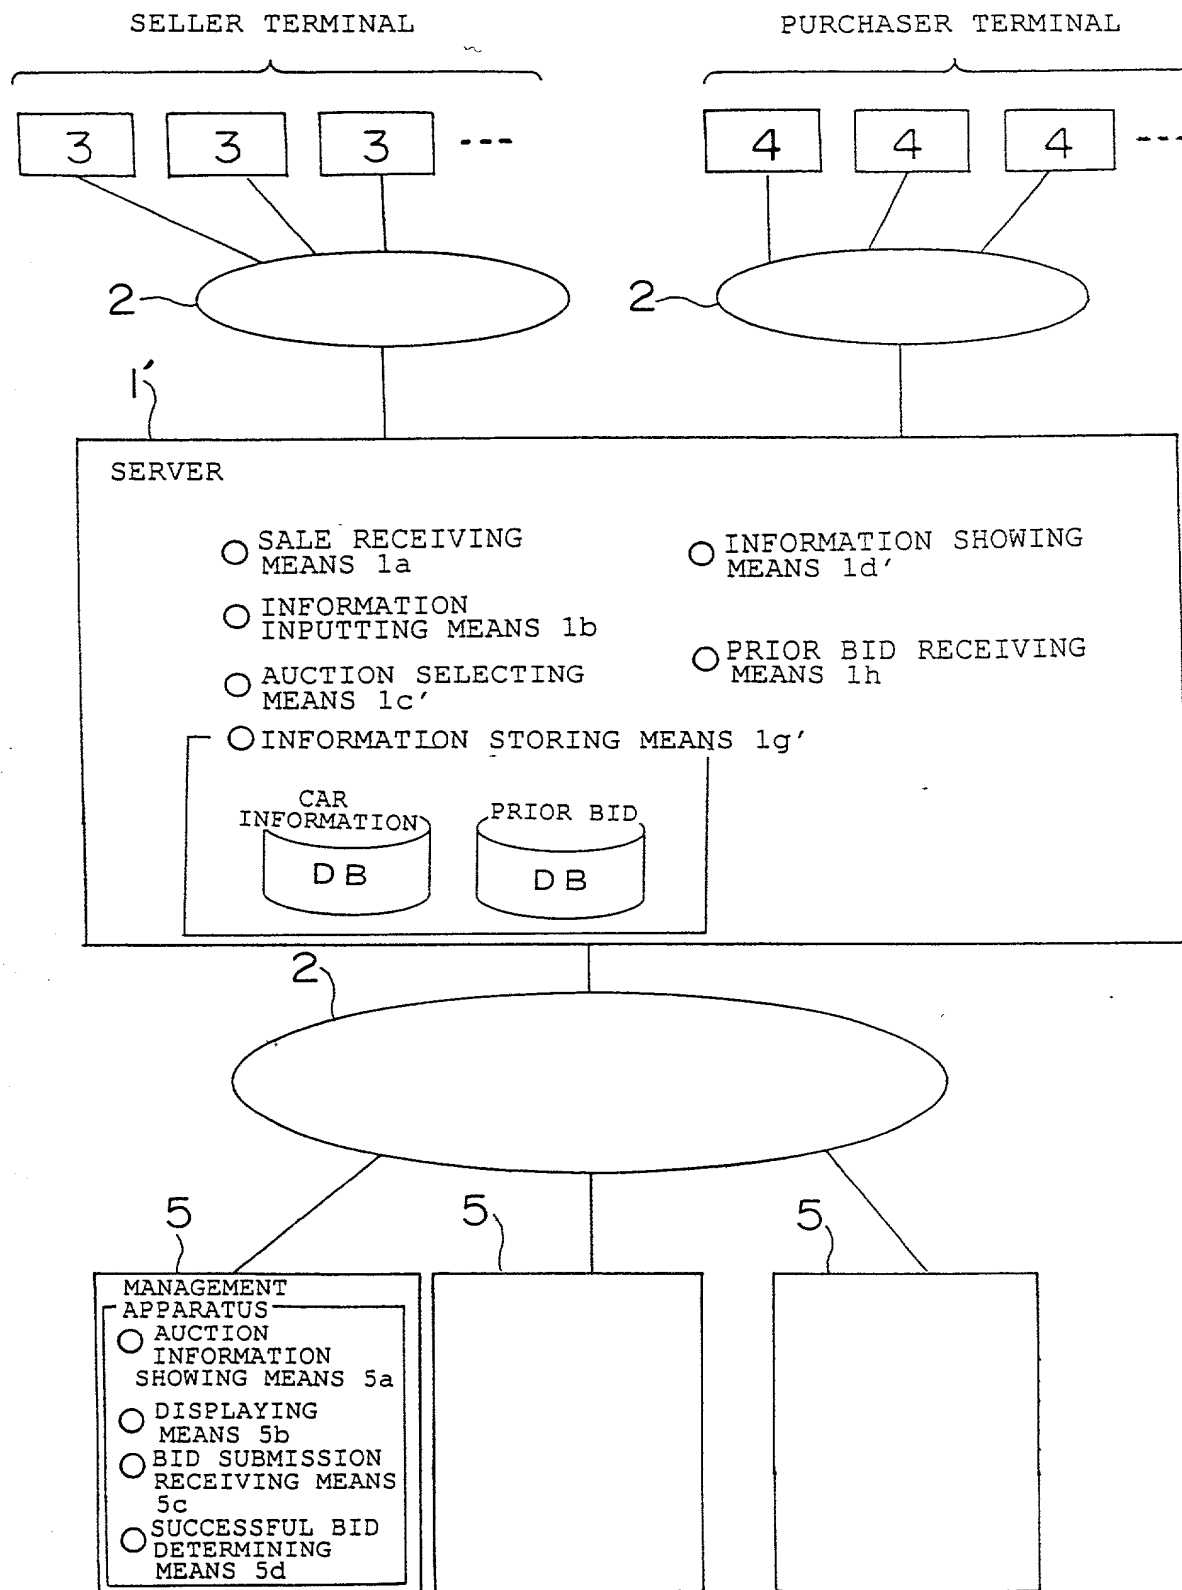 SELLER TERMINAL
PURCHASER TERMINAL
3
3
3
---
4
4
4
---
2
2
1′
SERVER
SALE RECEIVING
MEANS 1a
INFORMATION
INPUTTING MEANS 1b
AUCTION SELECTING
MEANS 1c′
INFORMATION STORING MEANS 1g′
INFORMATION SHOWING
MEANS 1d′
PRIOR BID RECEIVING
MEANS 1h
CAR
INFORMATION
DB
PRIOR BID
DB
2
5
5
5
MANAGEMENT
APPARATUS
AUCTION
INFORMATION
SHOWING MEANS 5a
DISPLAYING
MEANS 5b
BID SUBMISSION
RECEIVING MEANS
5c
SUCCESSFUL BID
DETERMINING
MEANS 5d